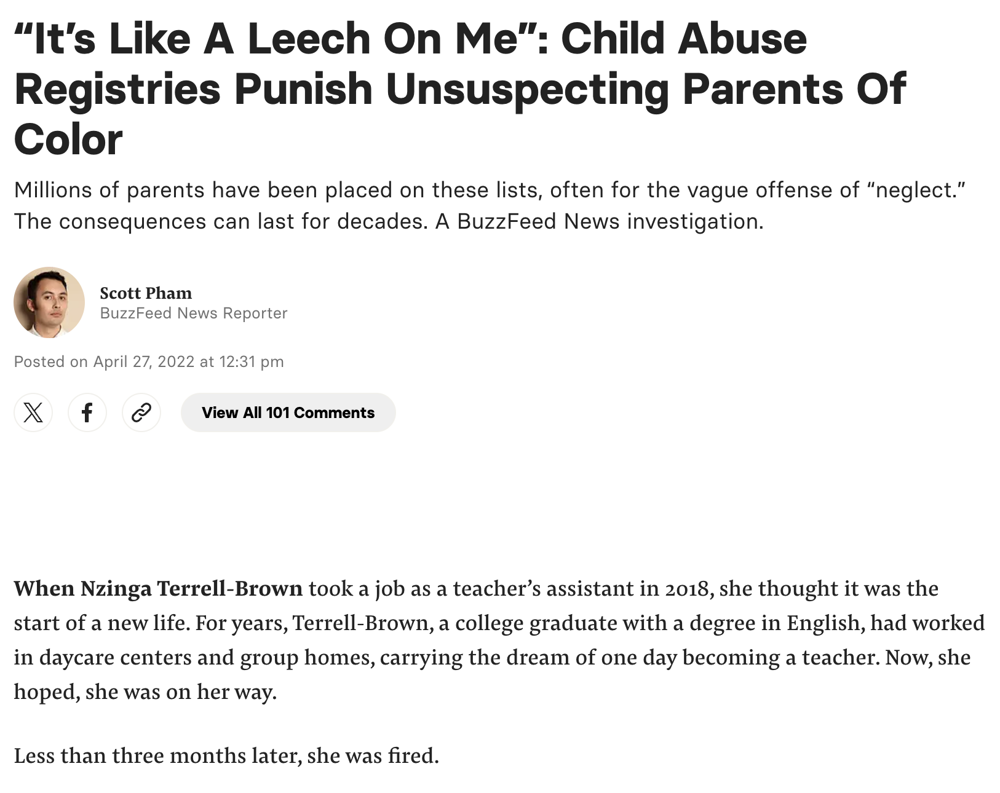 “It’s Like A Leech On Me”: Child Abuse
Registries Punish Unsuspecting Parents Of
Color
Millions of parents have been placed on these lists, often for the vague offense of “neglect.”
The consequences can last for decades. A BuzzFeed News investigation.
Scott Pham
BuzzFeed News Reporter
Posted on April 27, 2022 at 12:31 pm
View All 101 Comments
When Nzinga Terrell-Brown took a job as a teacher’s assistant in 2018, she thought it was the
start of a new life. For years, Terrell-Brown, a college graduate with a degree in English, had worked
in daycare centers and group homes, carrying the dream of one day becoming a teacher. Now, she
hoped, she was on her way.
Less than three months later, she was fired.